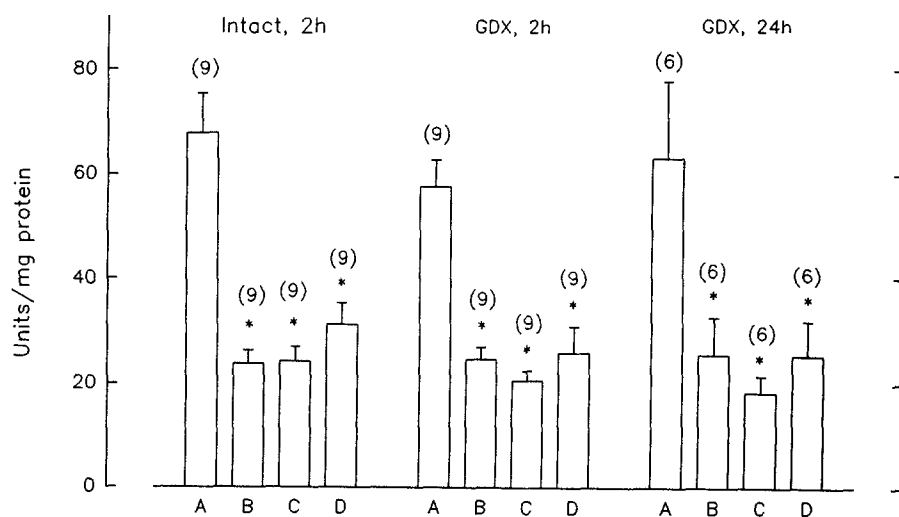 Intact, 2h GDX, 2h GDX, 24h
80
60
40
20
0
Units/mg protein
(9) (9) (9) (9)
* * *
(9) (9) (9) (9)
* * *
(6) (6) (6) (6)
* * *
A B C D A B C D A B C D